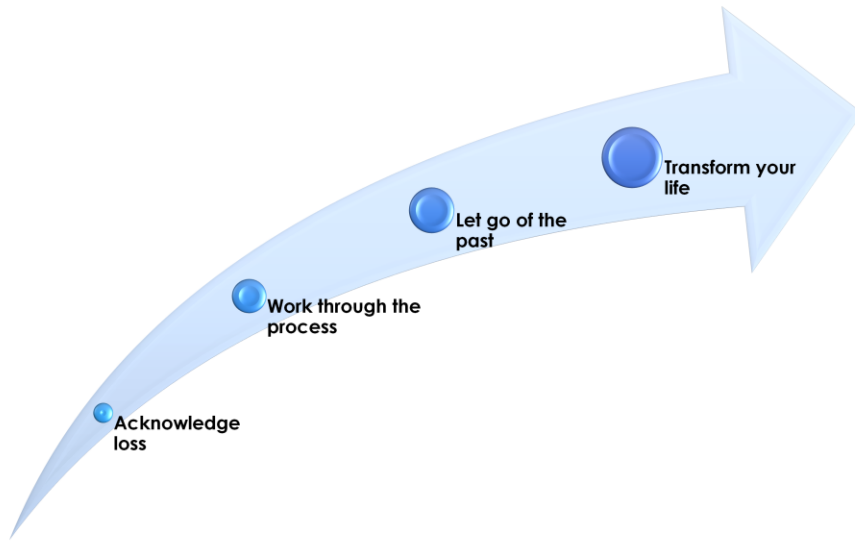 Transform your
life
Let go of the
past
Work through the
process
Acknowledge
loss